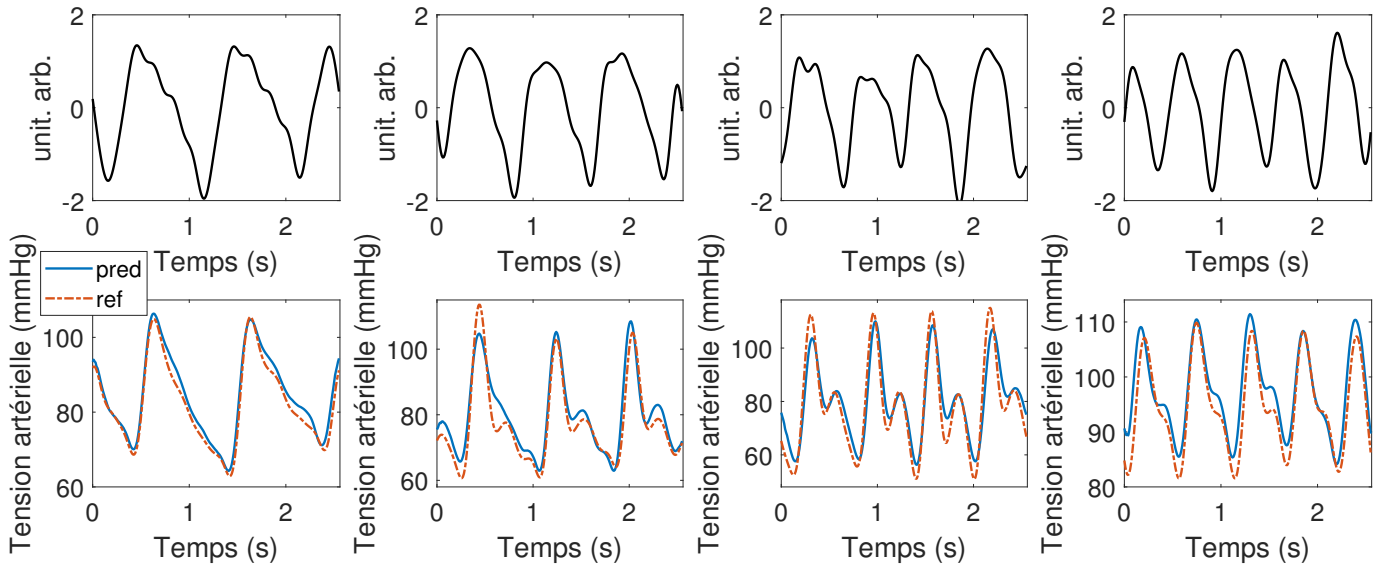 2
0
-2
unit. arb.
0 1 2
Temps (s)
2
0
-2
unit. arb.
0 1 2
Temps (s)
2
0
-2
unit. arb.
0 1 2
Temps (s)
2
0
-2
unit. arb.
0 1 2
Temps (s)
pred
ref
100
80
60
Tension artérielle (mmHg)
0 1 2
Temps (s)
100
80
60
Tension artérielle (mmHg)
0 1 2
Temps (s)
100
80
60
Tension artérielle (mmHg)
0 1 2
Temps (s)
110
100
90
80
Tension artérielle (mmHg)
0 1 2
Temps (s)